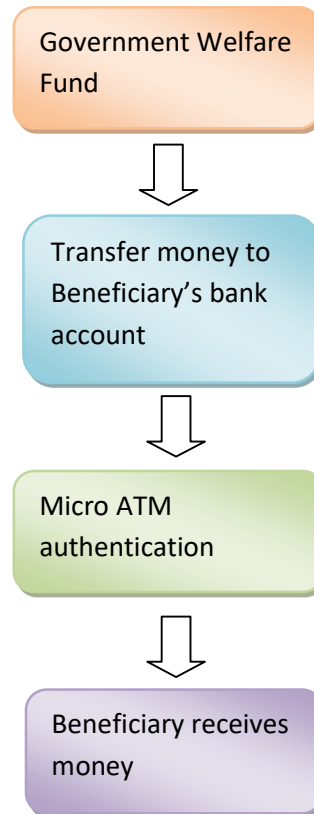 Government Welfare
Fund
Transfer money to
Beneficiary’s bank
account
Micro ATM
authentication
Beneficiary receives
money